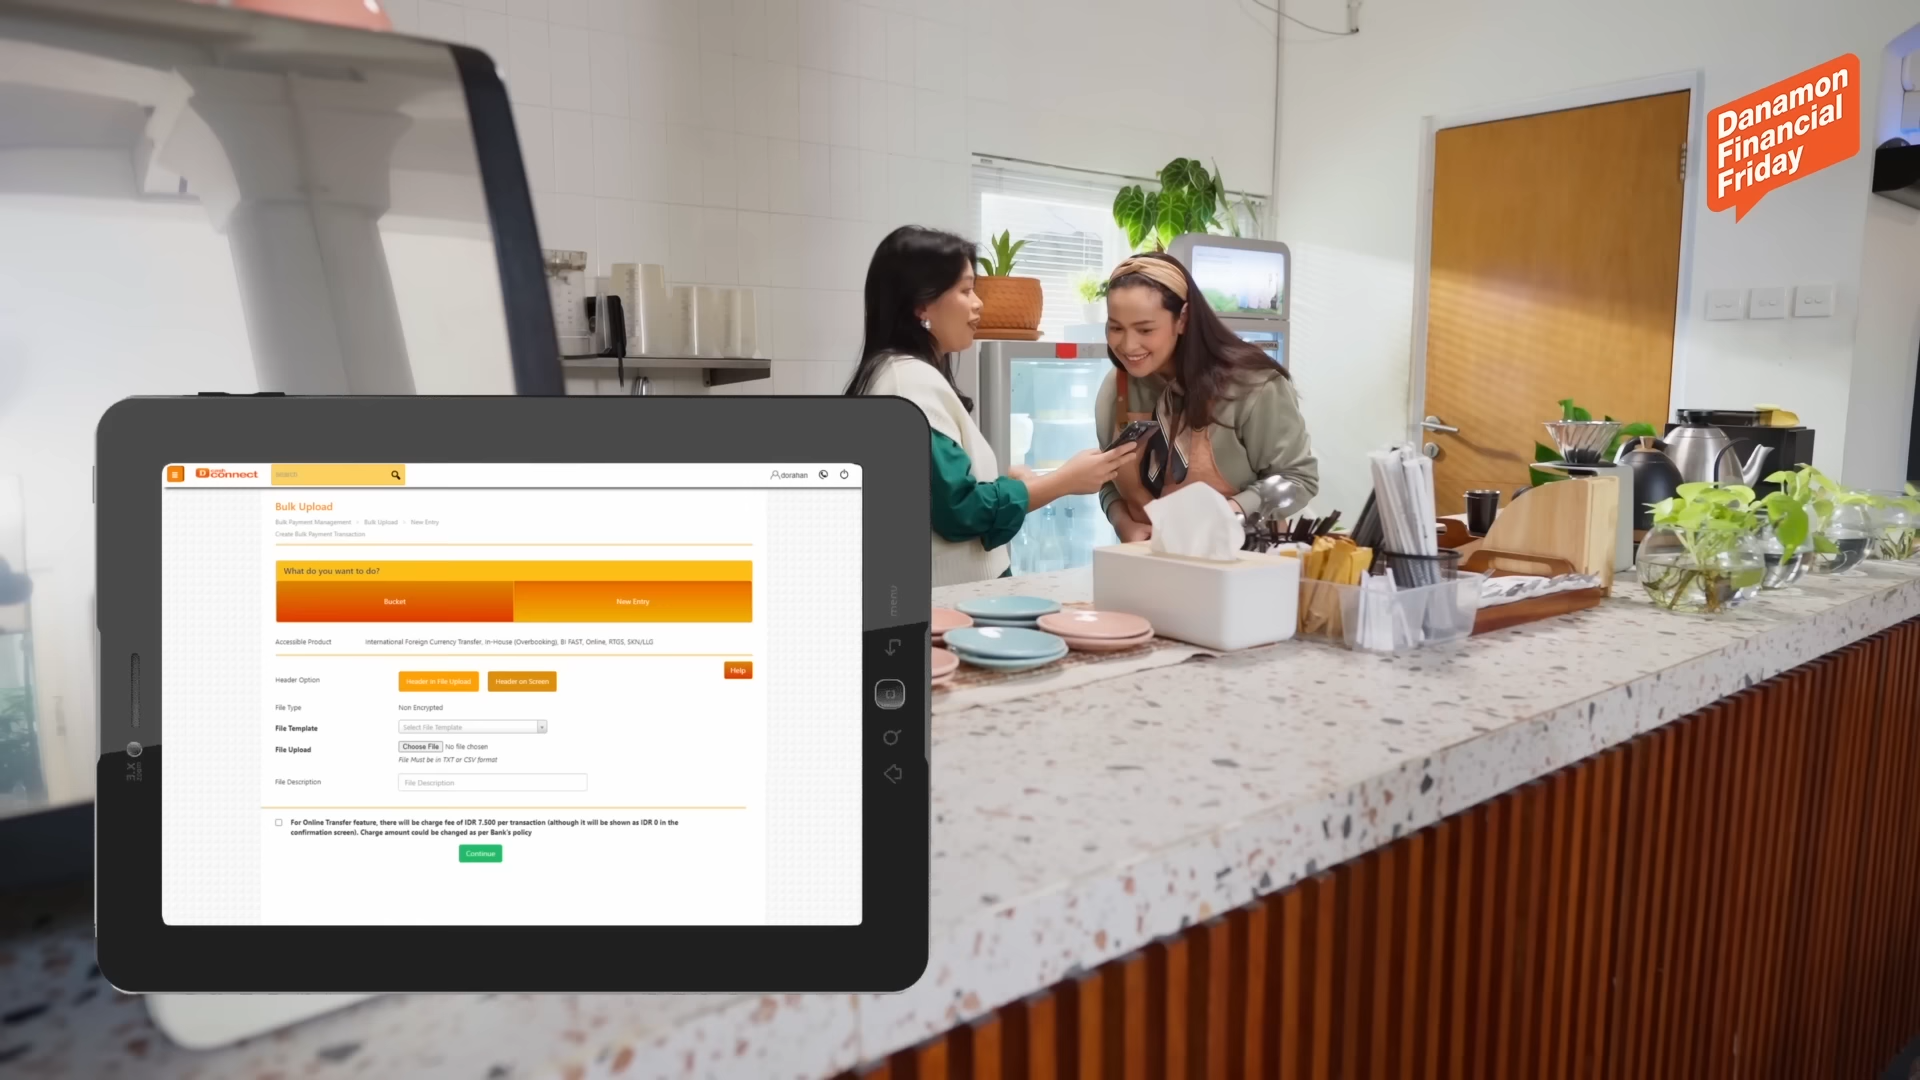 Danamon
Financial
Friday
D cash connect
search
dorahan
Bulk Upload
Bulk Payment Management > Bulk Upload > New Entry
Create Bulk Payment Transaction
What do you want to do?
Bucket
New Entry
Accessible Product
International Foreign Currency Transfer, In-House (Overbooking), BI FAST, Online, RTGS, SKN/LLG
Help
Header Option
Header in File Upload
Header on Screen
File Type
Non Encrypted
File Template
Select File Template
File Upload
Choose File No file chosen
File Must be in TXT or CSV format
File Description
File Description
For Online Transfer feature, there will be charge fee of IDR 7,500 per transaction (although it will be shown as IDR 0 in the
confirmation screen). Charge amount could be changed as per Bank's policy
Continue
menu